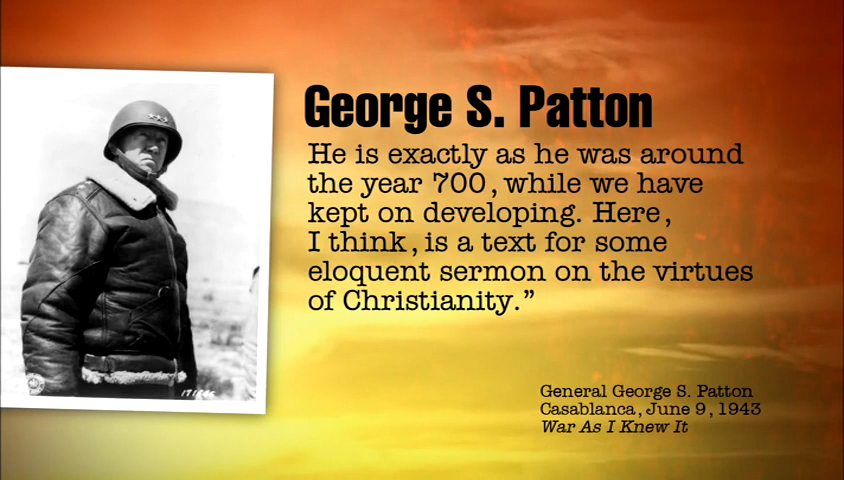 George S. Patton
He is exactly as he was around
the year 700, while we have
kept on developing. Here,
I think, is a text for some
eloquent sermon on the virtues
of Christianity.”
General George S. Patton
Casablanca, June 9, 1943
War As I Knew It